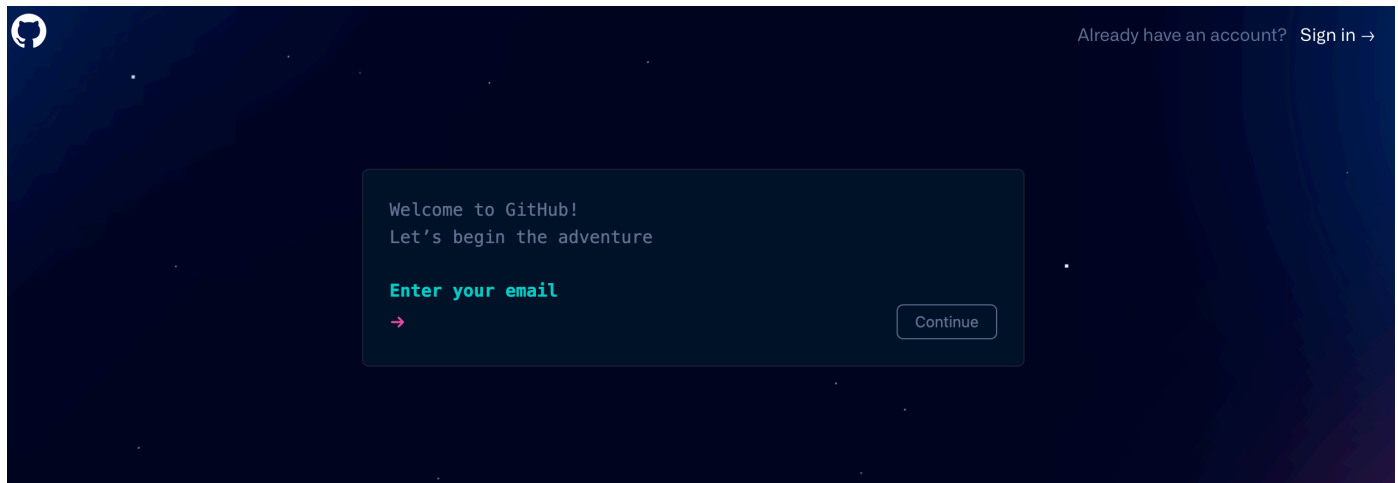 Already have an account? Sign in →
Welcome to GitHub!
Let’s begin the adventure
Enter your email
→
Continue